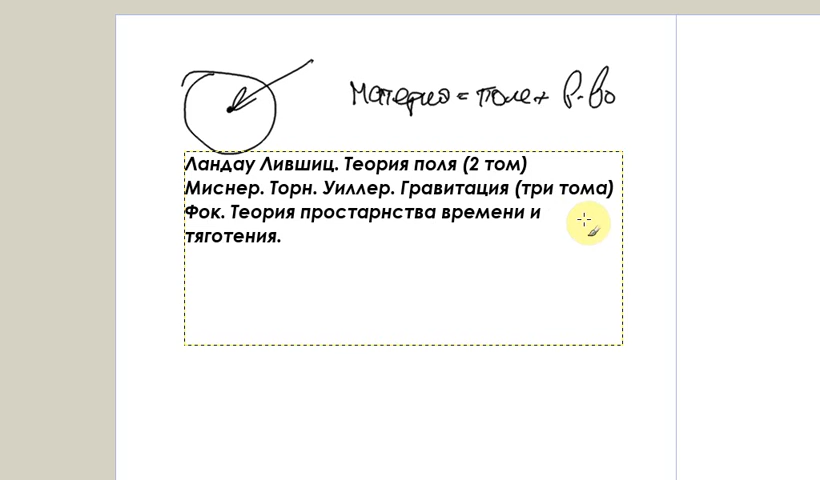 материя = поле +
Ландау Лившиц. Теория поля (2 том)
Миснер. Торн. Уиллер. Гравитация (три тома)
Фок. Теория простарнства времени и
тяготения.